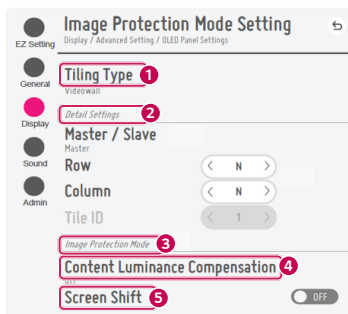 Image Protection Mode Setting
Display / Advanced Setting / OLED Panel Settings
EZ Setting
General
Display
Sound
Admin
Tiling Type 1
Videowall
Detail Settings 2
Master / Slave
Master
Row < N >
Column < N >
Tile ID < 1 >
Image Protection Mode 3
Content Luminance Compensation 4
Off
Screen Shift 5 OFF